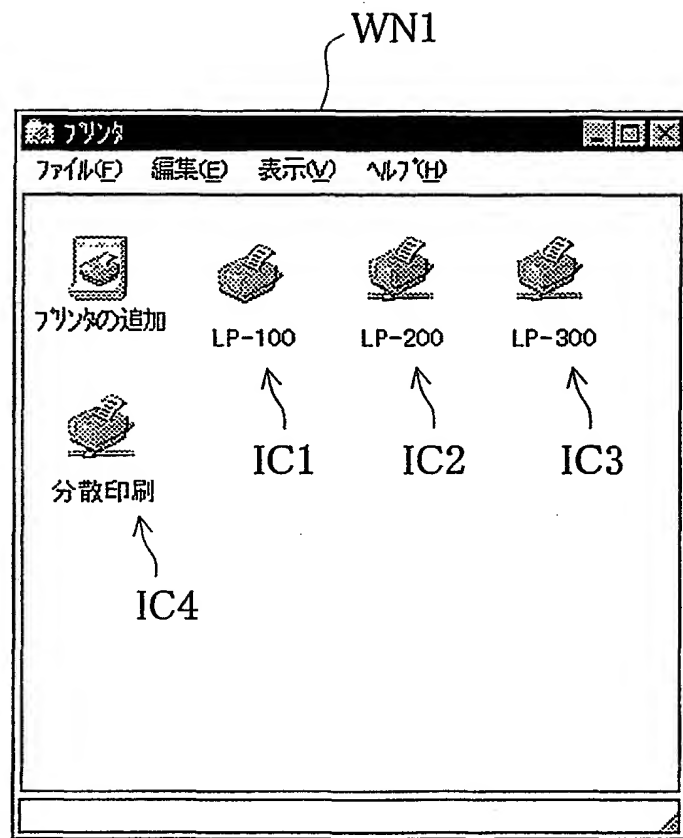 WN1
プリンタ
ファイル(F) 編集(E) 表示(V) ヘルプ(H)
プリンタの追加 LP-100 LP-200 LP-300
IC1 IC2 IC3
分散印刷
IC4